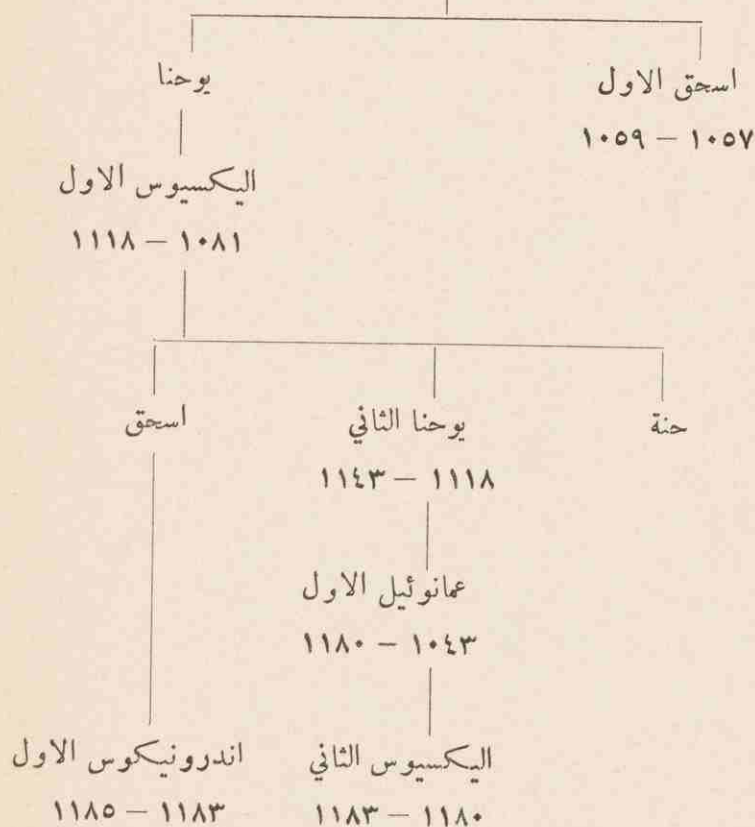 اسحق الاول
١٠٥٧ – ١٠٥٩
يوحنا
اليكسيوس الاول
١٠٨١ – ١١١٨
حنة
يوحنا الثاني
١١١٨ – ١١٤٣
اسحق
عمانوئيل الاول
١٠٤٣ – ١١٨٠
اليكسيوس الثاني
١١٨٠ – ١١٨٣
اندرونيكوس الاول
١١٨٣ – ١١٨٥